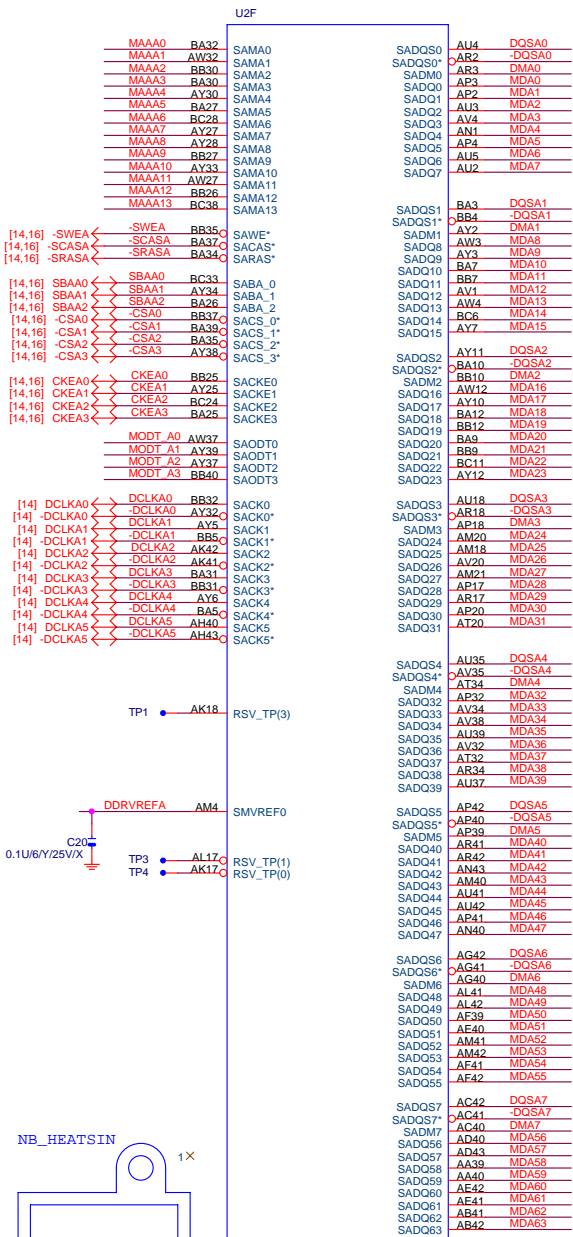 U2F
MAAA0 BA32 SAMA0
MAAA1 AW32 SAMA1
MAAA2 BB30 SAMA2
MAAA3 BA30 SAMA3
MAAA4 AY30 SAMA4
MAAA5 BA27 SAMA5
MAAA6 BC28 SAMA6
MAAA7 AY27 SAMA7
MAAA8 AY28 SAMA8
MAAA9 BB27 SAMA9
MAAA10 AY33 SAMA10
MAAA11 AW27 SAMA11
MAAA12 BB26 SAMA12
MAAA13 BC38 SAMA13
[14,16] -SWEA -SWEA BB35 SAWE*
[14,16] -SCASA -SCASA BA37 SACAS*
[14,16] -SRASA -SRASA BA34 SARAS*
[14,16] SBAA0 SBAA0 BC33 SABA_0
[14,16] SBAA1 SBAA1 AY34 SABA_1
[14,16] SBAA2 SBAA2 BA26 SABA_2
[14,16] -CSA0 -CSA0 BB37 SACS_0*
[14,16] -CSA1 -CSA1 BA39 SACS_1*
[14,16] -CSA2 -CSA2 BA35 SACS_2*
[14,16] -CSA3 -CSA3 AY38 SACS_3*
[14,16] CKEA0 CKEA0 BB25 SACKE0
[14,16] CKEA1 CKEA1 AY25 SACKE1
[14,16] CKEA2 CKEA2 BC24 SACKE2
[14,16] CKEA3 CKEA3 BA25 SACKE3
MODT_A0 AW37 SAODT0
MODT_A1 AY39 SAODT1
MODT_A2 AY37 SAODT2
MODT_A3 BB40 SAODT3
[14] DCLKA0 DCLKA0 BB32 SACK0
[14] -DCLKA0 -DCLKA0 AY32 SACK0*
[14] DCLKA1 DCLKA1 AY5 SACK1
[14] -DCLKA1 -DCLKA1 BB5 SACK1*
[14] DCLKA2 DCLKA2 AK42 SACK2
[14] -DCLKA2 -DCLKA2 AK41 SACK2*
[14] DCLKA3 DCLKA3 BA31 SACK3
[14] -DCLKA3 -DCLKA3 BB31 SACK3*
[14] DCLKA4 DCLKA4 AY6 SACK4
[14] -DCLKA4 -DCLKA4 BA5 SACK4*
[14] DCLKA5 DCLKA5 AH40 SACK5
[14] -DCLKA5 -DCLKA5 AH43 SACK5*
TP1 AK18 RSV_TP(3)
DDRVREFA AM4 SMVREF0
C20
0.1U/6/Y/25V/X
TP3 AL17 RSV_TP(1)
TP4 AK17 RSV_TP(0)
NB_HEATSIN
1
SADQS0 AU4 DQSA0
SADQS0* AR2 -DQSA0
SADM0 AR3 DMA0
SADQ0 AP3 MDA0
SADQ1 AP2 MDA1
SADQ2 AU3 MDA2
SADQ3 AV4 MDA3
SADQ4 AN1 MDA4
SADQ5 AP4 MDA5
SADQ6 AU5 MDA6
SADQ7 AU2 MDA7
SADQS1 BA3 DQSA1
SADQS1* BB4 -DQSA1
SADM1 AY2 DMA1
SADQ8 AW3 MDA8
SADQ9 AY3 MDA9
SADQ10 BA7 MDA10
SADQ11 BB7 MDA11
SADQ12 AV1 MDA12
SADQ13 AW4 MDA13
SADQ14 BC6 MDA14
SADQ15 AY7 MDA15
SADQS2 AY11 DQSA2
SADQS2* BA10 -DQSA2
SADM2 BB10 DMA2
SADQ16 AW12 MDA16
SADQ17 AY10 MDA17
SADQ18 BA12 MDA18
SADQ19 BB12 MDA19
SADQ20 BA9 MDA20
SADQ21 BB9 MDA21
SADQ22 BC11 MDA22
SADQ23 AY12 MDA23
SADQS3 AU18 DQSA3
SADQS3* AR18 -DQSA3
SADM3 AP18 DMA3
SADQ24 AM20 MDA24
SADQ25 AM18 MDA25
SADQ26 AV20 MDA26
SADQ27 AM21 MDA27
SADQ28 AP17 MDA28
SADQ29 AR17 MDA29
SADQ30 AP20 MDA30
SADQ31 AT20 MDA31
SADQS4 AU35 DQSA4
SADQS4* AV35 -DQSA4
SADM4 AT34 DMA4
SADQ32 AP32 MDA32
SADQ33 AV34 MDA33
SADQ34 AV38 MDA34
SADQ35 AU39 MDA35
SADQ36 AV32 MDA36
SADQ37 AT32 MDA37
SADQ38 AR34 MDA38
SADQ39 AU37 MDA39
SADQS5 AP42 DQSA5
SADQS5* AP40 -DQSA5
SADM5 AP39 DMA5
SADQ40 AR41 MDA40
SADQ41 AR42 MDA41
SADQ42 AN43 MDA42
SADQ43 AM40 MDA43
SADQ44 AU41 MDA44
SADQ45 AU42 MDA45
SADQ46 AP41 MDA46
SADQ47 AN40 MDA47
SADQS6 AG42 DQSA6
SADQS6* AG41 -DQSA6
SADM6 AG40 DMA6
SADQ48 AL41 MDA48
SADQ49 AL42 MDA49
SADQ50 AF39 MDA50
SADQ51 AE40 MDA51
SADQ52 AM41 MDA52
SADQ53 AM42 MDA53
SADQ54 AF41 MDA54
SADQ55 AF42 MDA55
SADQS7 AC42 DQSA7
SADQS7* AC41 -DQSA7
SADM7 AC40 DMA7
SADQ56 AD40 MDA56
SADQ57 AD43 MDA57
SADQ58 AA39 MDA58
SADQ59 AA40 MDA59
SADQ60 AE42 MDA60
SADQ61 AE41 MDA61
SADQ62 AB41 MDA62
SADQ63 AB42 MDA63